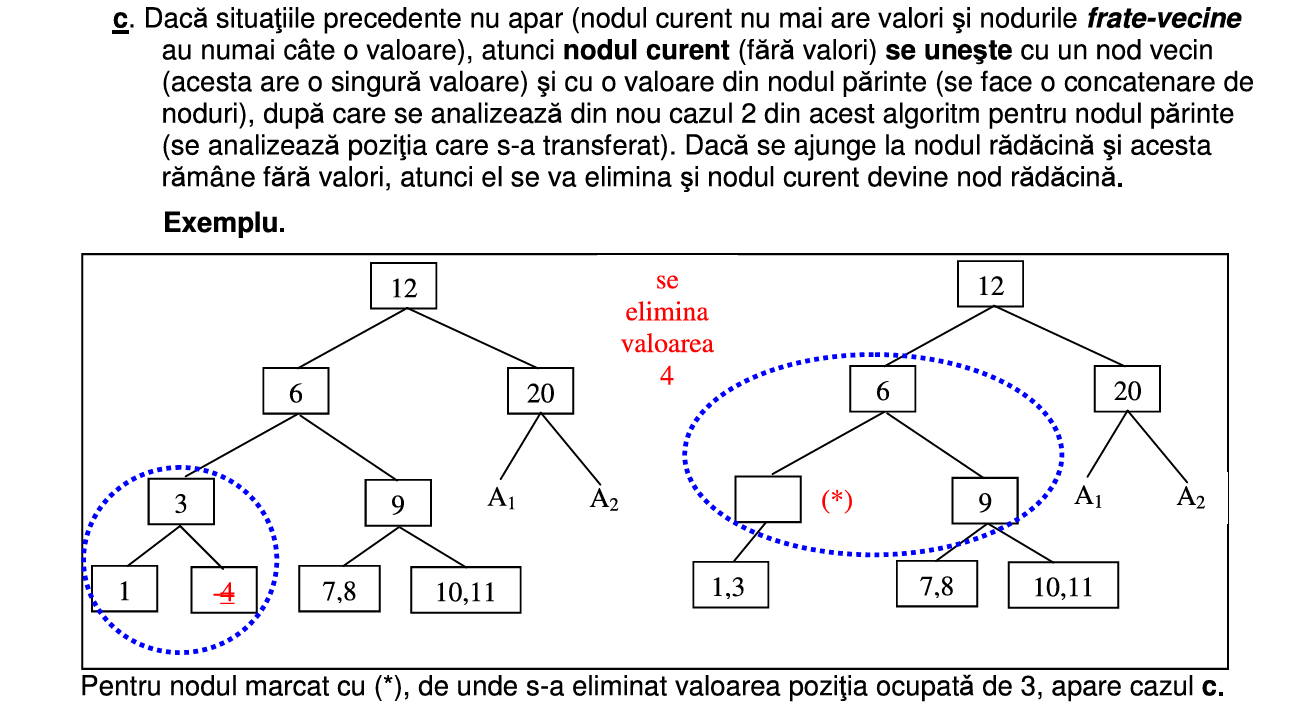 c. Dacă situaţiile precedente nu apar (nodul curent nu mai are valori şi nodurile frate-vecine
au numai câte o valoare), atunci nodul curent (fără valori) se uneşte cu un nod vecin
(acesta are o singură valoare) şi cu o valoare din nodul părinte (se face o concatenare de
noduri), după care se analizează din nou cazul 2 din acest algoritm pentru nodul părinte
(se analizează poziţia care s-a transferat). Dacă se ajunge la nodul rădăcină şi acesta
rămâne fără valori, atunci el se va elimina şi nodul curent devine nod rădăcină.
Exemplu.
12
6
20
3
9
A1
A2
1
4
7,8
10,11
se
elimina
valoarea
4
12
6
20
(*)
9
A1
A2
1,3
7,8
10,11
Pentru nodul marcat cu (*), de unde s-a eliminat valoarea poziţia ocupată de 3, apare cazul c.